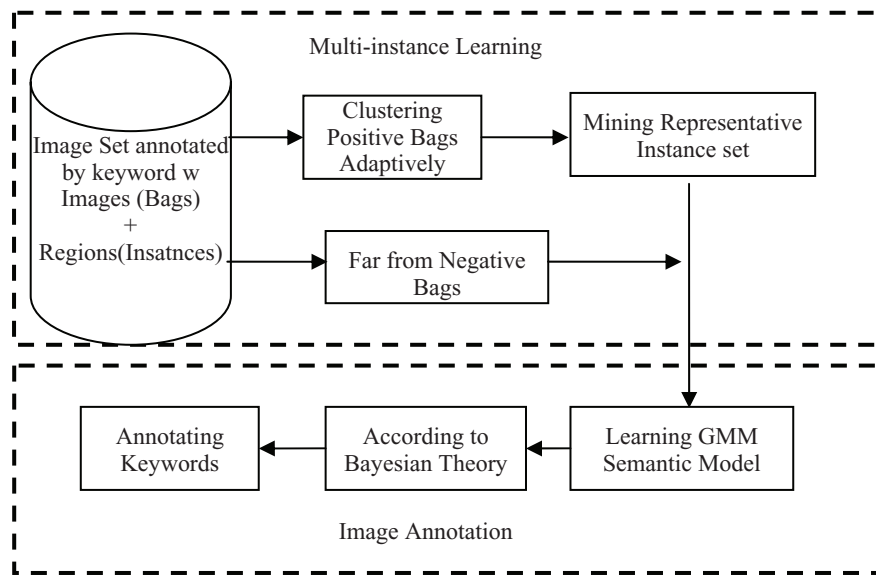 Multi-instance Learning
Image Set annotated
by keyword w
Images (Bags)
+
Regions(Insatnces)
Clustering
Positive Bags
Adaptively
Mining Representative
Instance set
Far from Negative
Bags
Annotating
Keywords
According to
Bayesian Theory
Learning GMM
Semantic Model
Image Annotation